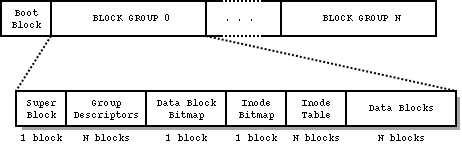 Boot Block
BLOCK GROUP 0
. . .
BLOCK GROUP N
Super Block
Group Descriptors
Data Block Bitmap
Inode Bitmap
Inode Table
Data Blocks
1 block
N blocks
1 block
1 block
N blocks
N blocks